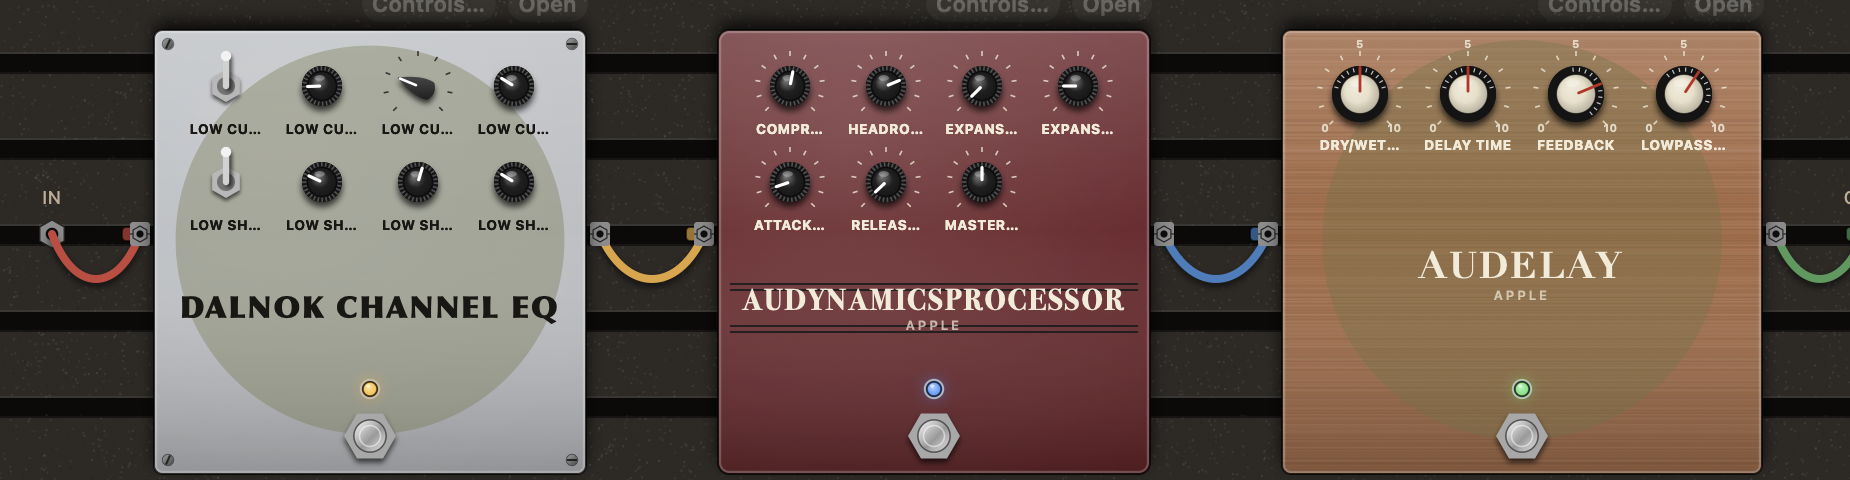 Controls... Open Controls... Open Controls... Open
LOW CU... LOW CU... LOW CU... LOW CU...
LOW SH... LOW SH... LOW SH... LOW SH...
IN
DALNOK CHANNEL EQ
COMPR... HEADRO... EXPANS... EXPANS...
ATTACK... RELEAS... MASTER...
AUDYNAMICSPROCESSOR
APPLE
5 5 5 5
0 10 0 10 0 10 0 10
DRY/WET... DELAY TIME FEEDBACK LOWPASS...
AUDELAY
APPLE